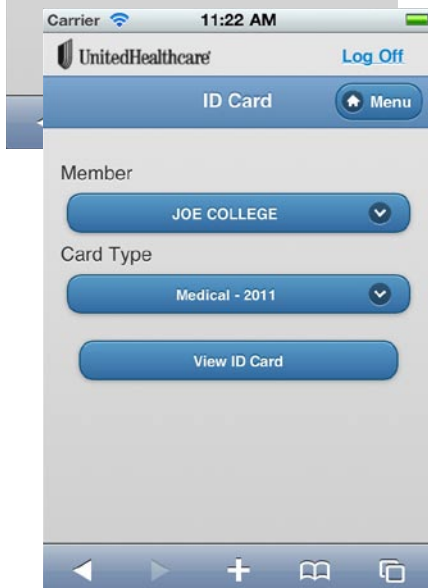 Carrier 11:22 AM
UnitedHealthcare® Log Off
ID Card Menu
Member
JOE COLLEGE
Card Type
Medical - 2011
View ID Card